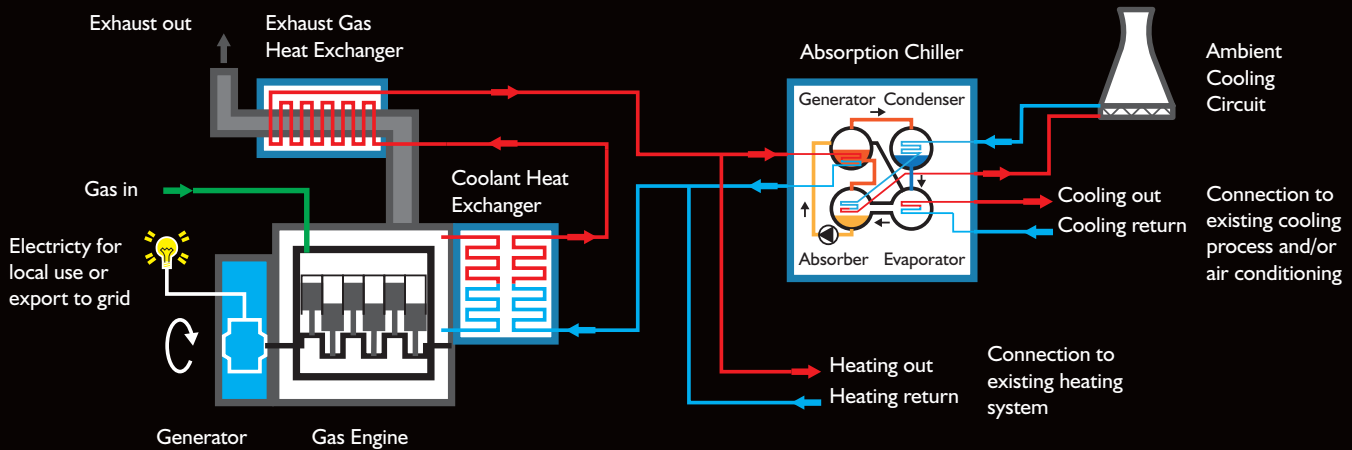 Exhaust out
Exhaust Gas
Heat Exchanger
Absorption Chiller
Ambient
Cooling
Circuit
Generator
Condenser
Gas in
Coolant Heat
Exchanger
Cooling out
Cooling return
Connection to
existing cooling
process and/or
air conditioning
Electricty for
local use or
export to grid
Absorber
Evaporator
Heating out
Heating return
Connection to
existing heating
system
Generator
Gas Engine